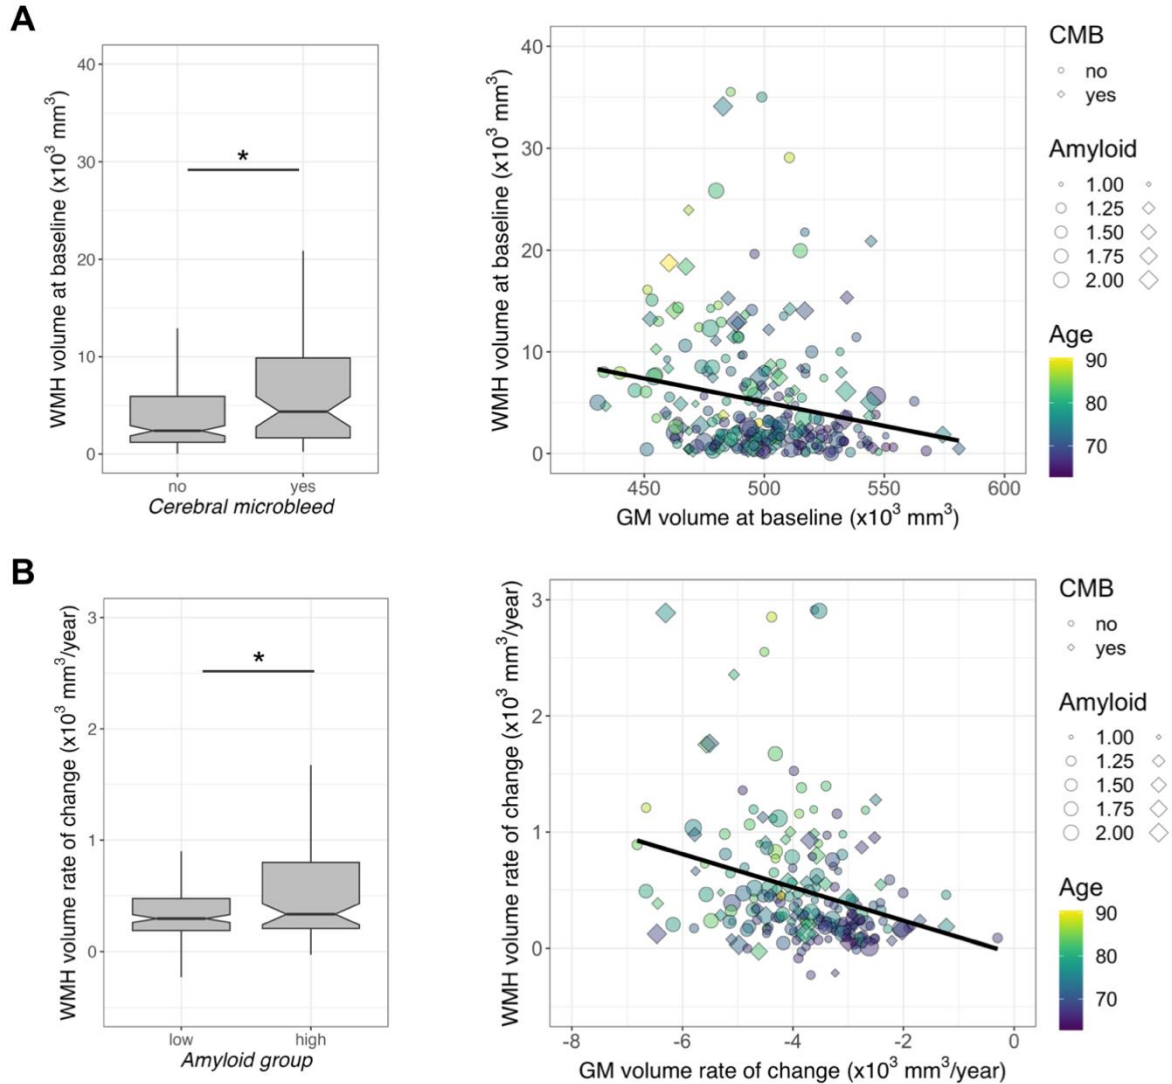 A
WMH volume at baseline (x10³ mm³)
40
30
20
10
0
*
no
yes
Cerebral microbleed
WMH volume at baseline (x10³ mm³)
40
30
20
10
0
450
500
550
600
GM volume at baseline (x10³ mm³)
CMB
no
yes
Amyloid
1.00
1.25
1.50
1.75
2.00
Age
90
80
70
B
WMH volume rate of change (x10³ mm³/year)
3
2
1
0
*
low
high
Amyloid group
WMH volume rate of change (x10³ mm³/year)
3
2
1
0
-8
-6
-4
-2
0
GM volume rate of change (x10³ mm³/year)
CMB
no
yes
Amyloid
1.00
1.25
1.50
1.75
2.00
Age
90
80
70